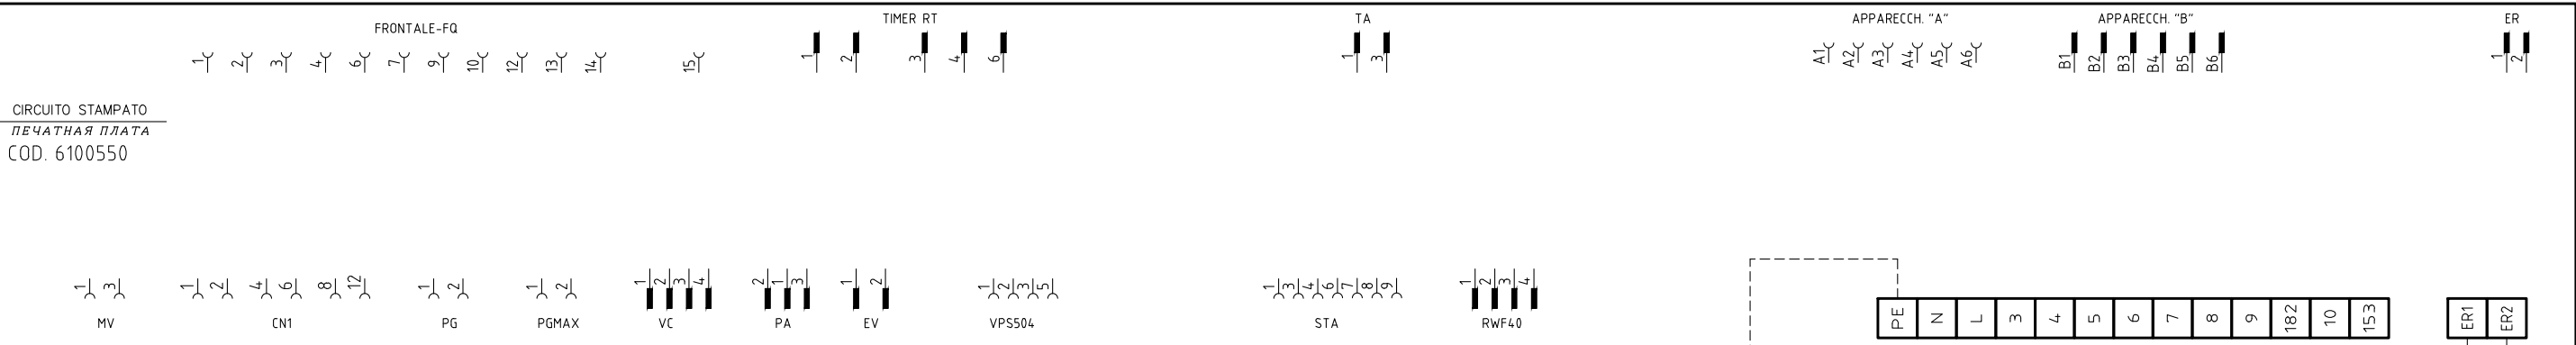 FRONTALE-FQ
TIMER RT
TA
APPARECCH. "A"
APPARECCH. "B"
ER
1 2 3 4 6 7 9 10 12 13 14 15
1 2 3 4 6
1 3
A1 A2 A3 A4 A5 A6
B1 B2 B3 B4 B5 B6
1 2
CIRCUITO STAMPATO
ПЕЧАТНАЯ ПЛАТА
COD. 6100550
1 3
1 2 4 6 8 12
1 2
1 2
1 2 3 4
2 1 3
1 2
1 2 3 5
1 3 4 6 7 8 9
1 2 3 4
MV
CN1
PG
PGMAX
VC
PA
EV
VPS504
STA
RWF40
PE N L 3 4 5 6 7 8 9 182 10 153
ER1 ER2